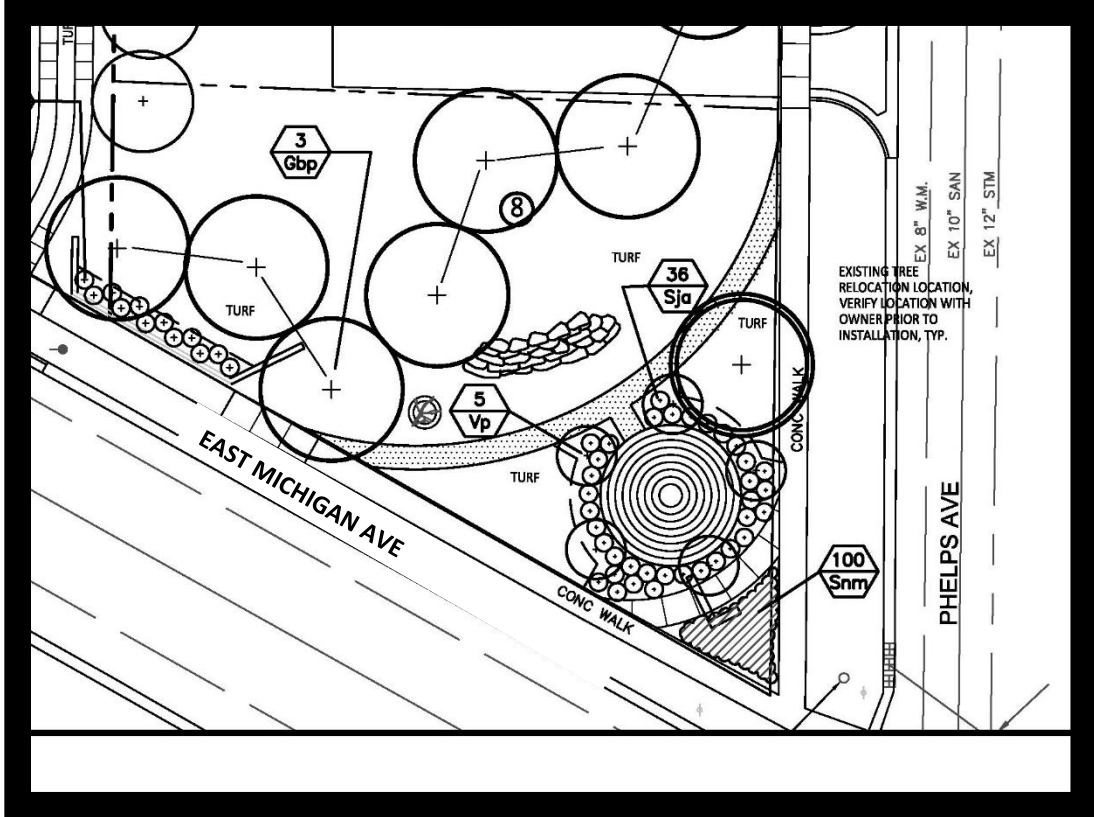 TURF
3
Gbp
8
EX 8" W.M.
EX 10" SAN
EX 12" STM
TURF
36
Sja
EXISTING TREE
RELOCATION LOCATION,
VERIFY LOCATION WITH
OWNER PRIOR TO
INSTALLATION, TYP.
TURF
TURF
5
Vp
CONC WALK
EAST MICHIGAN AVE
TURF
PHELPS AVE
100
Snm
CONC WALK